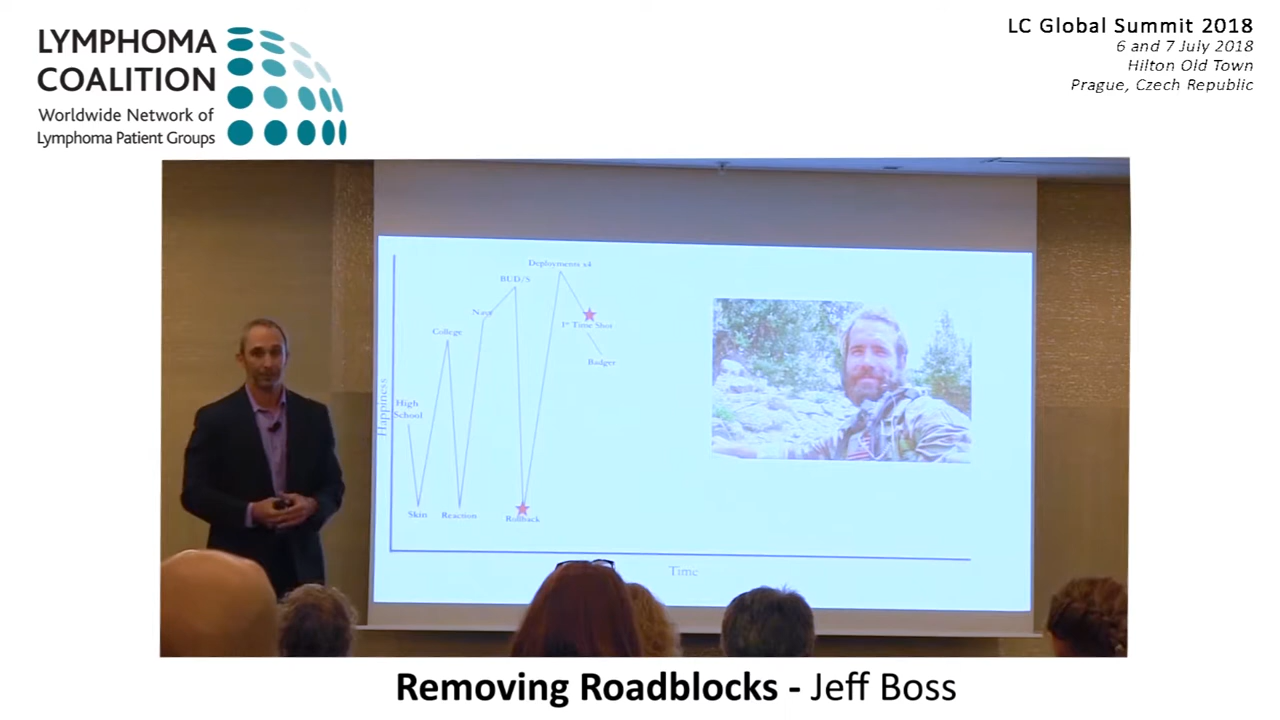 LYMPHOMA
COALITION
Worldwide Network of
Lymphoma Patient Groups
LC Global Summit 2018
6 and 7 July 2018
Hilton Old Town
Prague, Czech Republic
Deployments x4
BUD/S
Navy
1st Time Shot
College
Badger
High
School
Happiness
Skin
Reaction
Rollback
Time
Removing Roadblocks - Jeff Boss